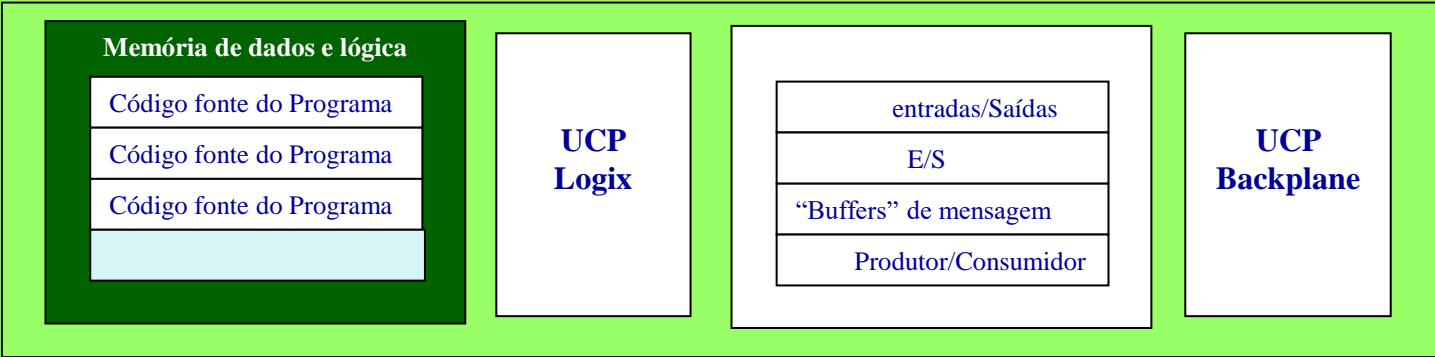 Memória de dados e lógica
Código fonte do Programa
Código fonte do Programa
Código fonte do Programa
UCP
Logix
entradas/Saídas
E/S
“Buffers” de mensagem
Produtor/Consumidor
UCP
Backplane